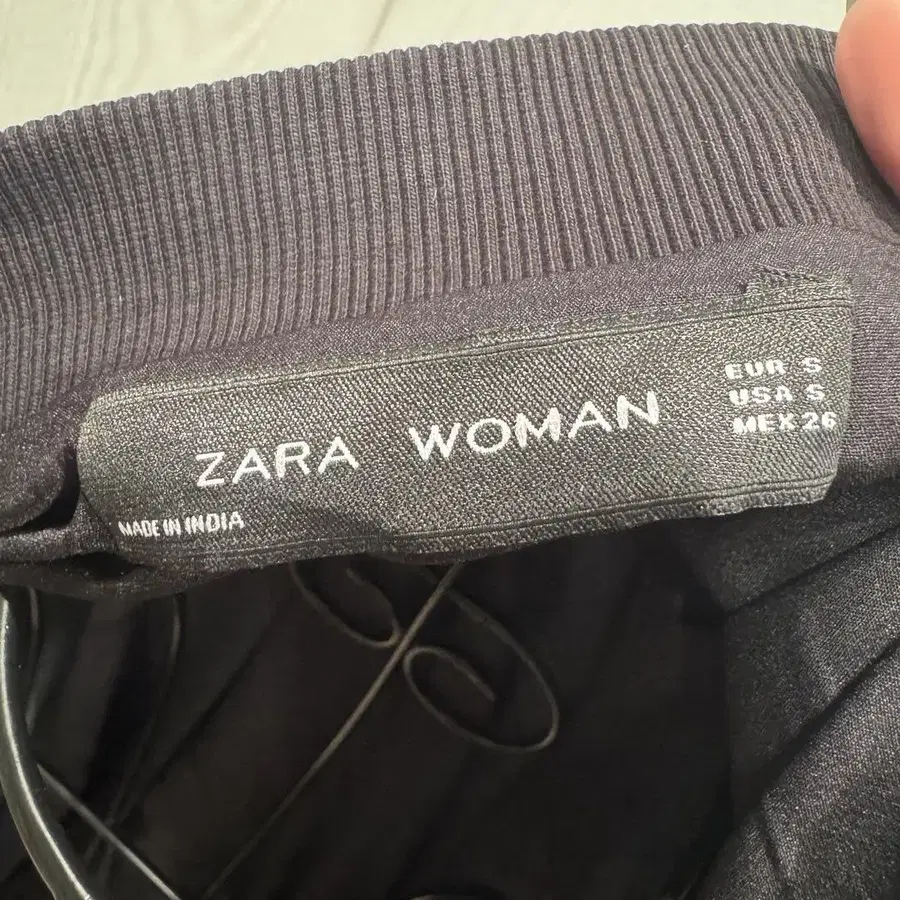 ZARA WOMAN
EUR S
USA S
MEX 26
MADE IN INDIA